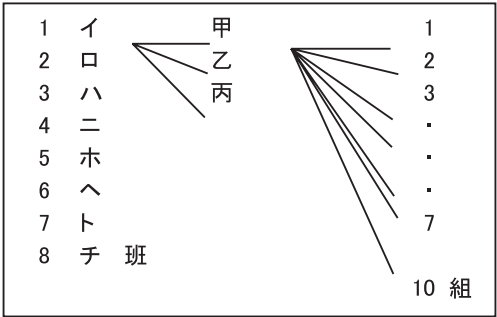 1 イ 甲 1
2 ロ 乙 2
3 ハ 丙 3
4 ニ ・
5 ホ ・
6 ヘ ・
7 ト 7
8 チ 班
10 組